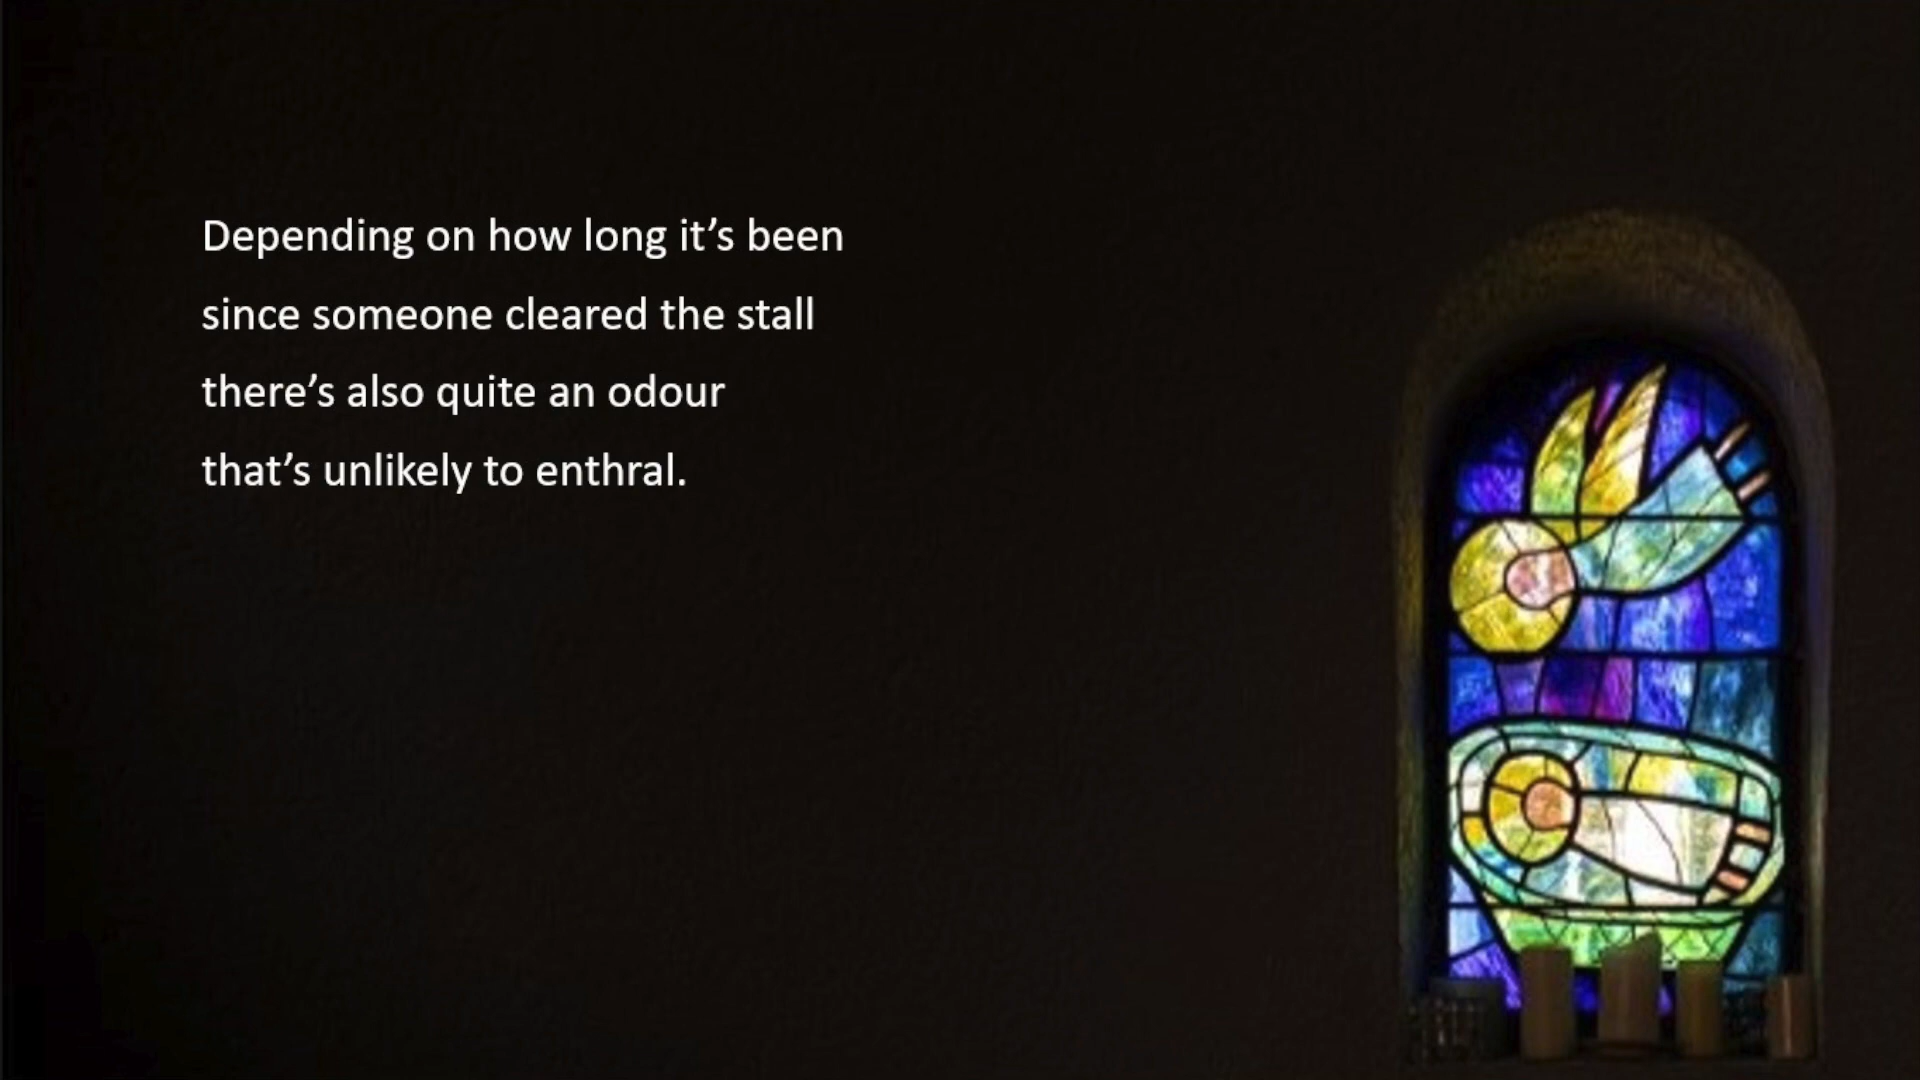 Depending on how long it’s been
since someone cleared the stall
there’s also quite an odour
that’s unlikely to enthral.